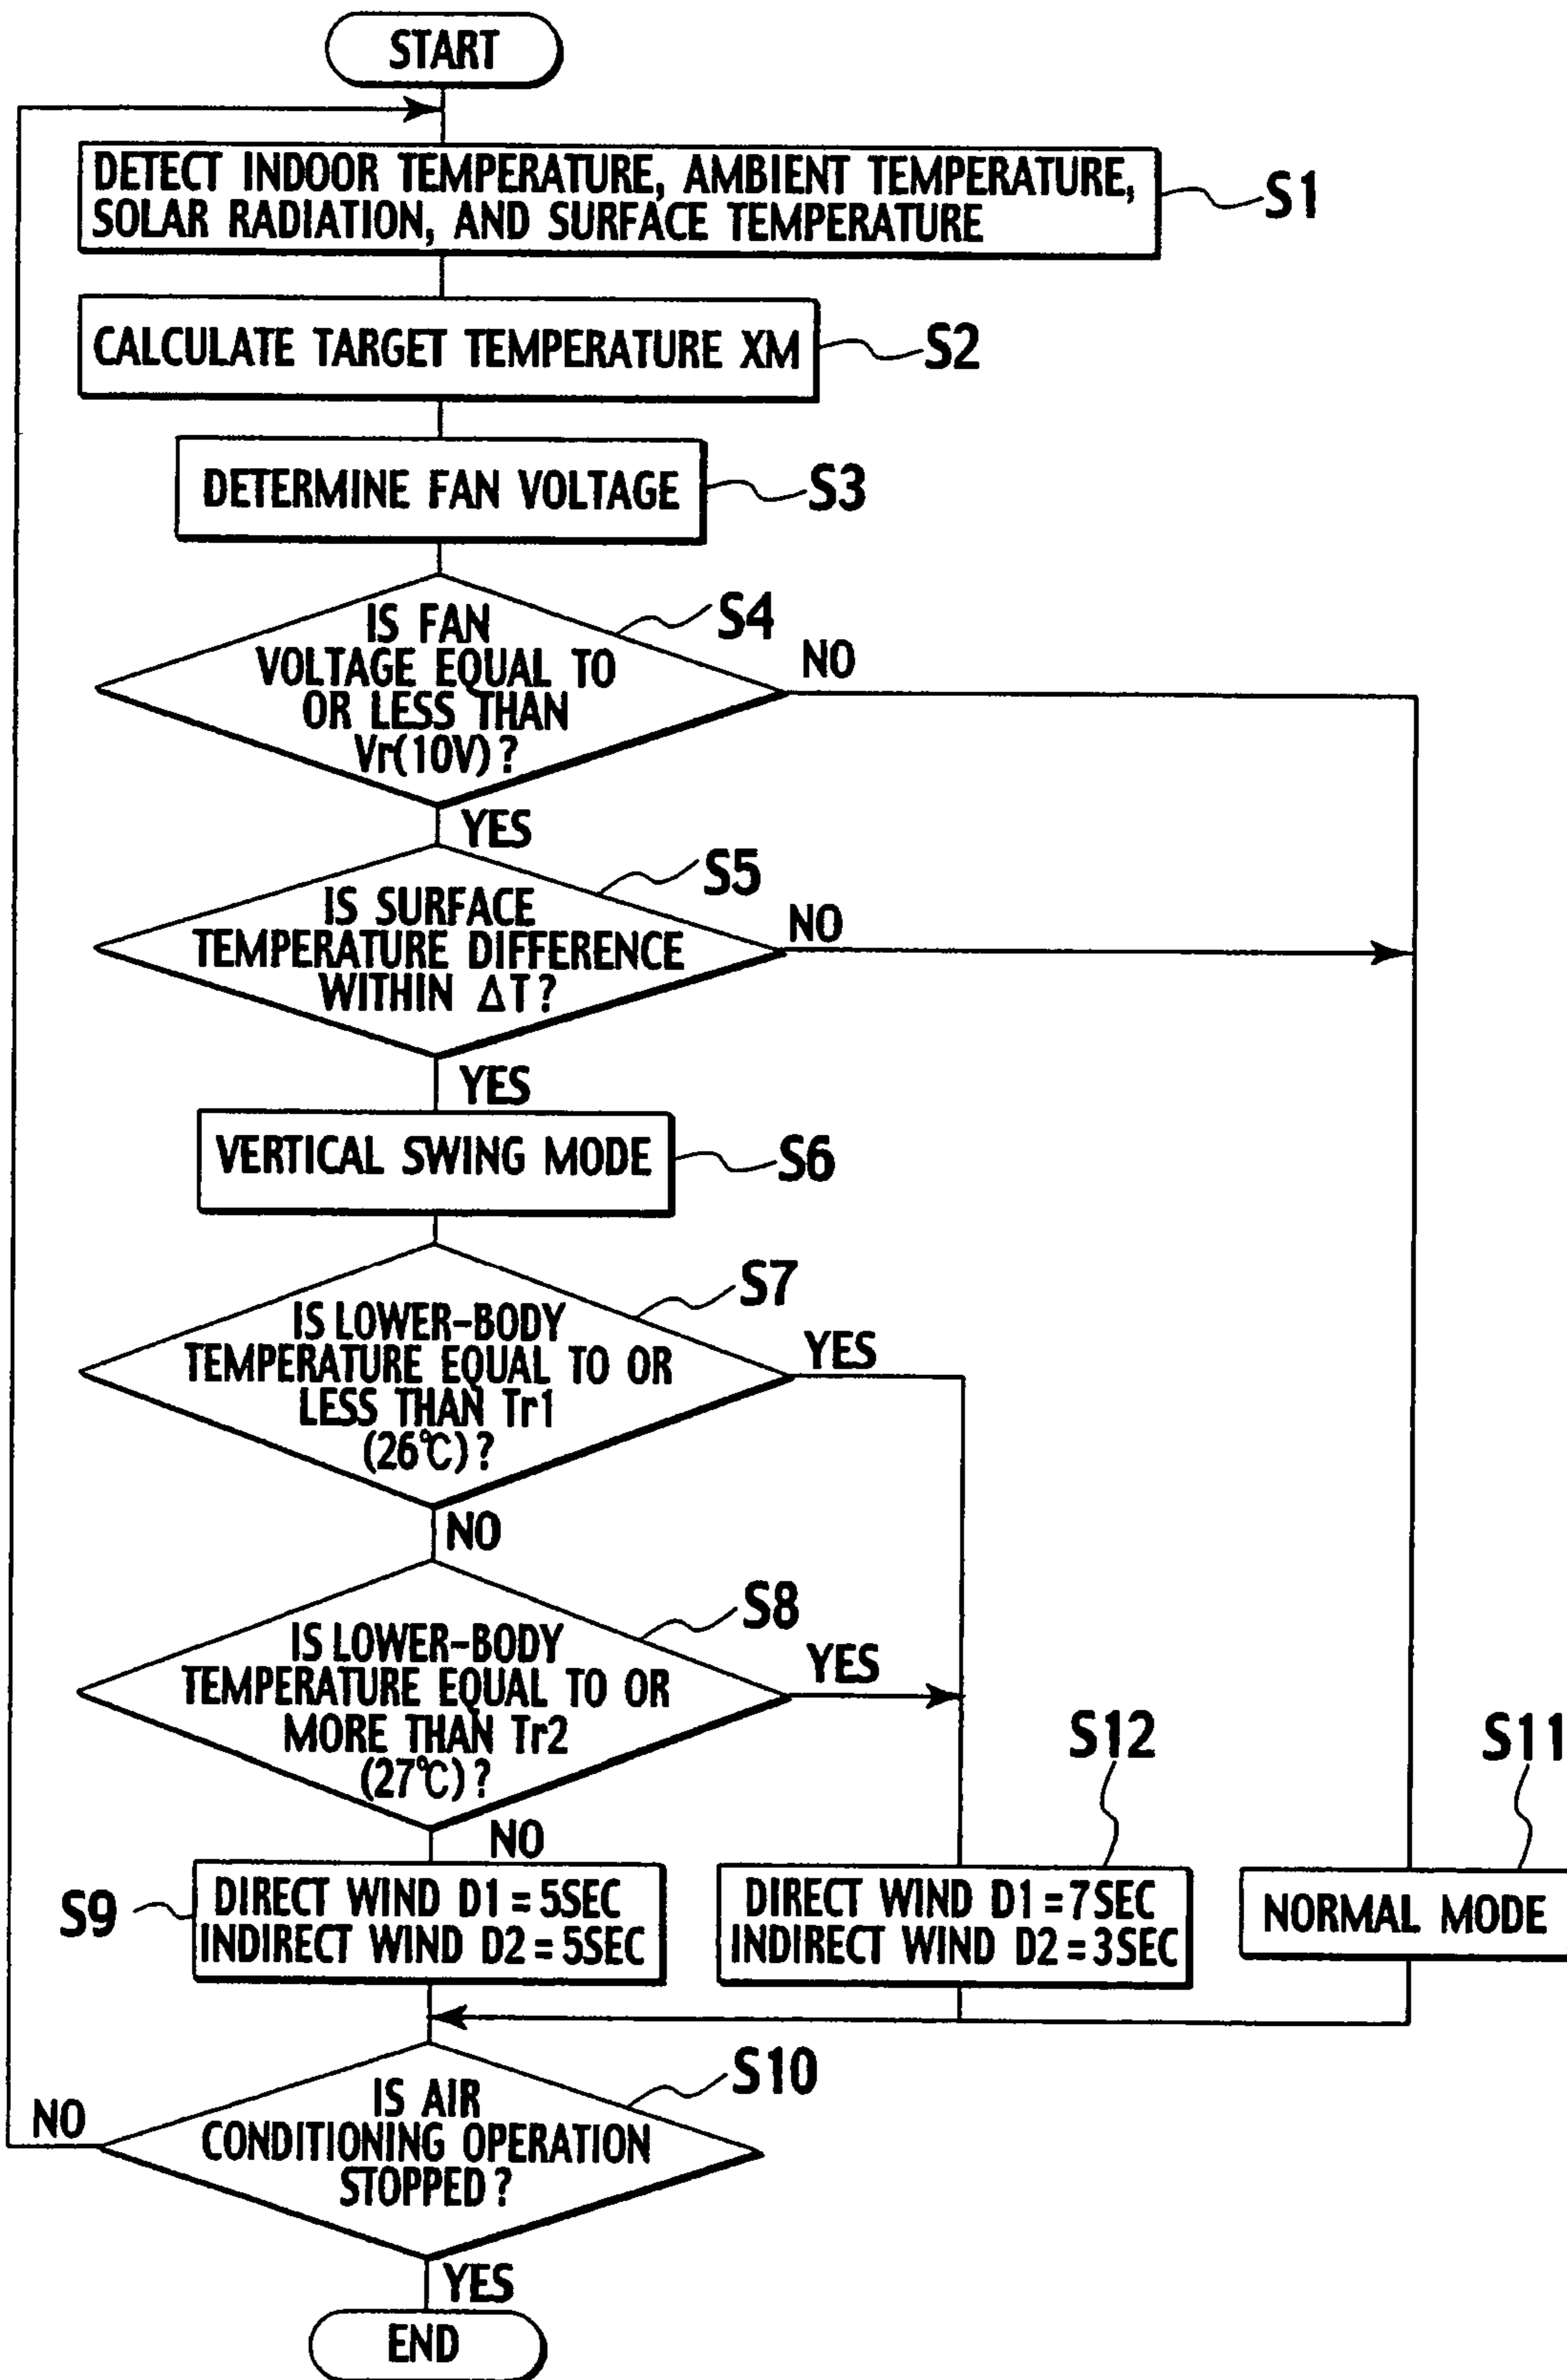 START
DETECT INDOOR TEMPERATURE, AMBIENT TEMPERATURE,
SOLAR RADIATION, AND SURFACE TEMPERATURE
S1
CALCULATE TARGET TEMPERATURE XM
S2
DETERMINE FAN VOLTAGE
S3
IS FAN
VOLTAGE EQUAL TO
OR LESS THAN
Vr(10V)?
S4
NO
YES
IS SURFACE
TEMPERATURE DIFFERENCE
WITHIN ΔT?
S5
NO
YES
VERTICAL SWING MODE
S6
IS LOWER-BODY
TEMPERATURE EQUAL TO OR
LESS THAN Tr1
(26℃)?
S7
YES
NO
IS LOWER-BODY
TEMPERATURE EQUAL TO OR
MORE THAN Tr2
(27℃)?
S8
YES
NO
S9
DIRECT WIND D1=5SEC
INDIRECT WIND D2=5SEC
S12
DIRECT WIND D1=7SEC
INDIRECT WIND D2=3SEC
S11
NORMAL MODE
IS AIR
CONDITIONING OPERATION
STOPPED?
S10
NO
YES
END